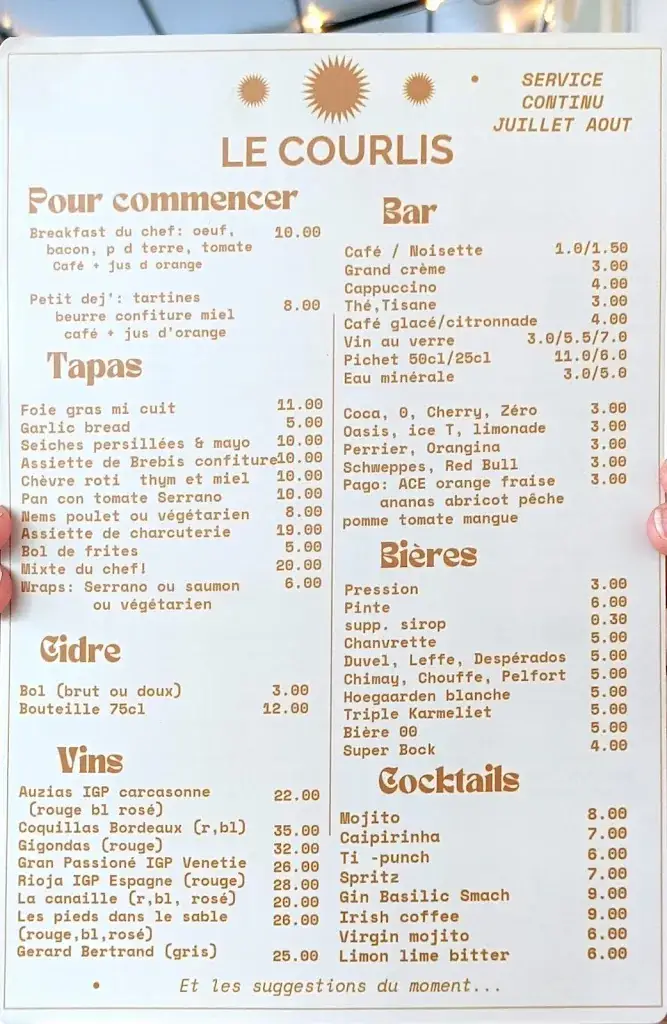 SERVICE
CONTINU
JUILLET AOUT
LE COURLIS
Pour commencer
Breakfast du chef: oeuf, 10.00
bacon, p d terre, tomate
Café + jus d orange
Petit dej': tartines
beurre confiture miel 8.00
café + jus d'orange
Tapas
Foie gras mi cuit 11.00
Garlic bread 5.00
Seiches persillées & mayo 10.00
Assiette de Brebis confiture 10.00
Chèvre roti thym et miel 10.00
Pan con tomate Serrano 10.00
Nems poulet ou végétarien 8.00
Assiette de charcuterie 19.00
Bol de frites 5.00
Mixte du chef! 20.00
Wraps: Serrano ou saumon 6.00
ou végétarien
Cidre
Bol (brut ou doux) 3.00
Bouteille 75cl 12.00
Vins
Auzias IGP carcasonne 22.00
(rouge bl rosé)
Coquillas Bordeaux (r,bl) 35.00
Gigondas (rouge) 32.00
Gran Passioné IGP Venetie 26.00
Rioja IGP Espagne (rouge) 28.00
La canaille (r,bl, rosé) 20.00
Les pieds dans le sable 26.00
(rouge,bl,rosé)
Gerard Bertrand (gris) 25.00
Bar
Café / Noisette 1.0/1.50
Grand crème 3.00
Cappuccino 4.00
Thé,Tisane 3.00
Café glacé/citronnade 4.00
Vin au verre 3.0/5.5/7.0
Pichet 50cl/25cl 11.0/6.0
Eau minérale 3.0/5.0
Coca, 0, Cherry, Zéro 3.00
Oasis, ice T, limonade 3.00
Perrier, Orangina 3.00
Schweppes, Red Bull 3.00
Pago: ACE orange fraise 3.00
ananas abricot pêche
pomme tomate mangue
Bières
Pression 3.00
Pinte 6.00
supp. sirop 0.30
Chanvrette 5.00
Duvel, Leffe, Despérados 5.00
Chimay, Chouffe, Pelfort 5.00
Hoegaarden blanche 5.00
Triple Karmeliet 5.00
Bière 00 5.00
Super Bock 4.00
Cocktails
Mojito 8.00
Caipirinha 7.00
Ti -punch 6.00
Spritz 7.00
Gin Basilic Smach 9.00
Irish coffee 9.00
Virgin mojito 6.00
Limon lime bitter 6.00
Et les suggestions du moment...